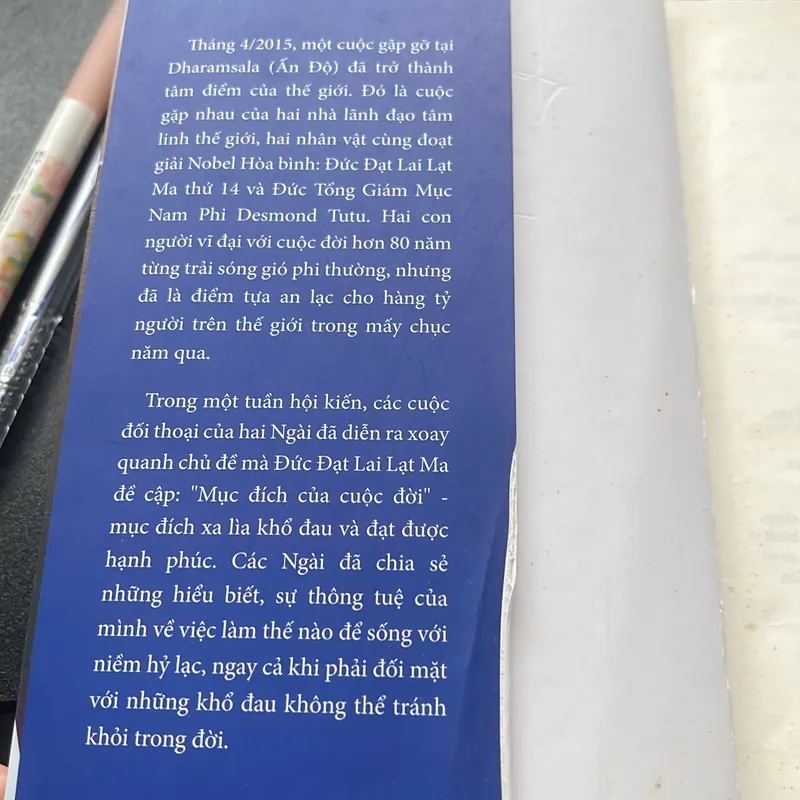 Tháng 4/2015, một cuộc gặp gỡ tại
Dharamsala (Ấn Độ) đã trở thành
tâm điểm của thế giới. Đó là cuộc
gặp nhau của hai nhà lãnh đạo tâm
linh thế giới, hai nhân vật cùng đoạt
giải Nobel Hòa bình: Đức Đạt Lai Lạt
Ma thứ 14 và Đức Tổng Giám Mục
Nam Phi Desmond Tutu. Hai con
người vĩ đại với cuộc đời hơn 80 năm
từng trải sóng gió phi thường, nhưng
đã là điểm tựa an lạc cho hàng tỷ
người trên thế giới trong mấy chục
năm qua.
Trong một tuần hội kiến, các cuộc
đối thoại của hai Ngài đã diễn ra xoay
quanh chủ đề mà Đức Đạt Lai Lạt Ma
đề cập: "Mục đích của cuộc đời" -
mục đích xa lìa khổ đau và đạt được
hạnh phúc. Các Ngài đã chia sẻ
những hiểu biết, sự thông tuệ của
mình về việc làm thế nào để sống với
niềm hỷ lạc, ngay cả khi phải đối mặt
với những khổ đau không thể tránh
khỏi trong đời.